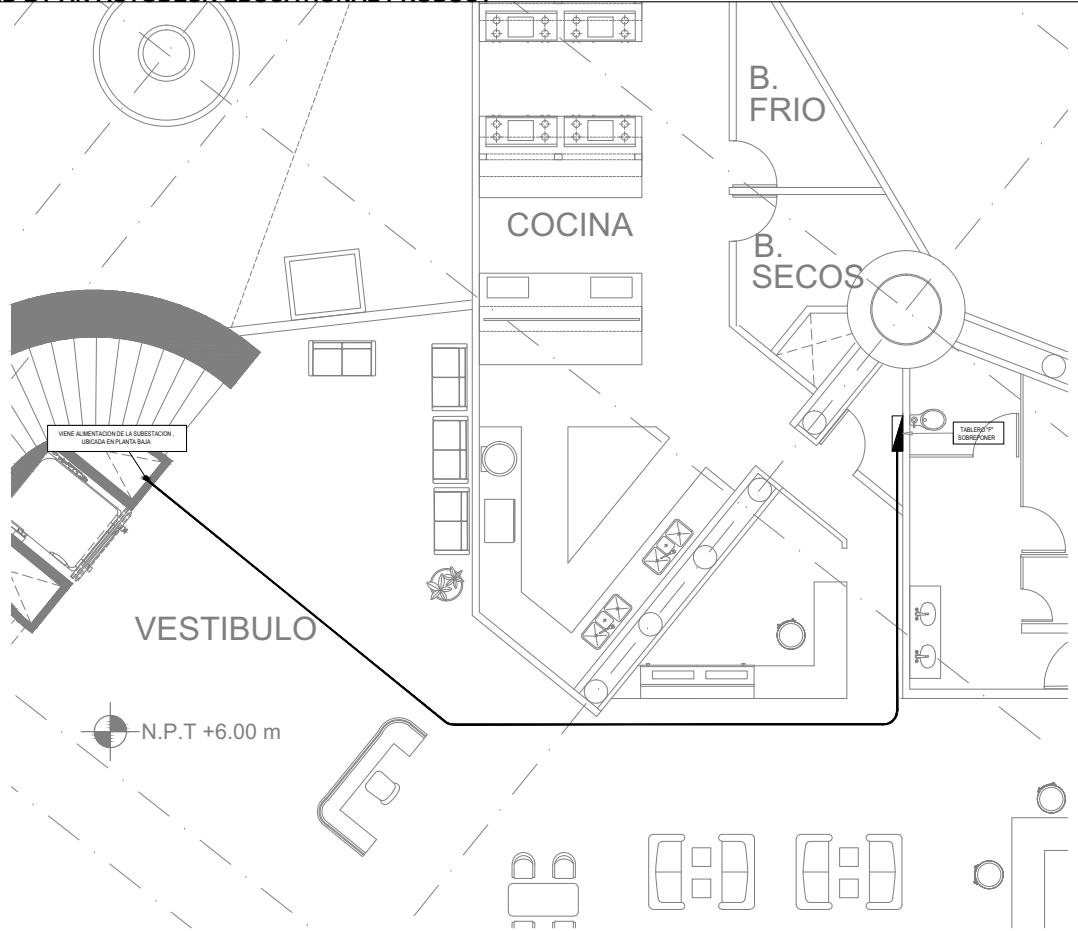 B.
FRIO
COCINA
B.
SECOS
VIENE ALIMENTACION DE LA SUBESTACION ,
UBICADA EN PLANTA BAJA
TABLERO "F"
SOBREPONER
VESTIBULO
N.P.T +6.00 m